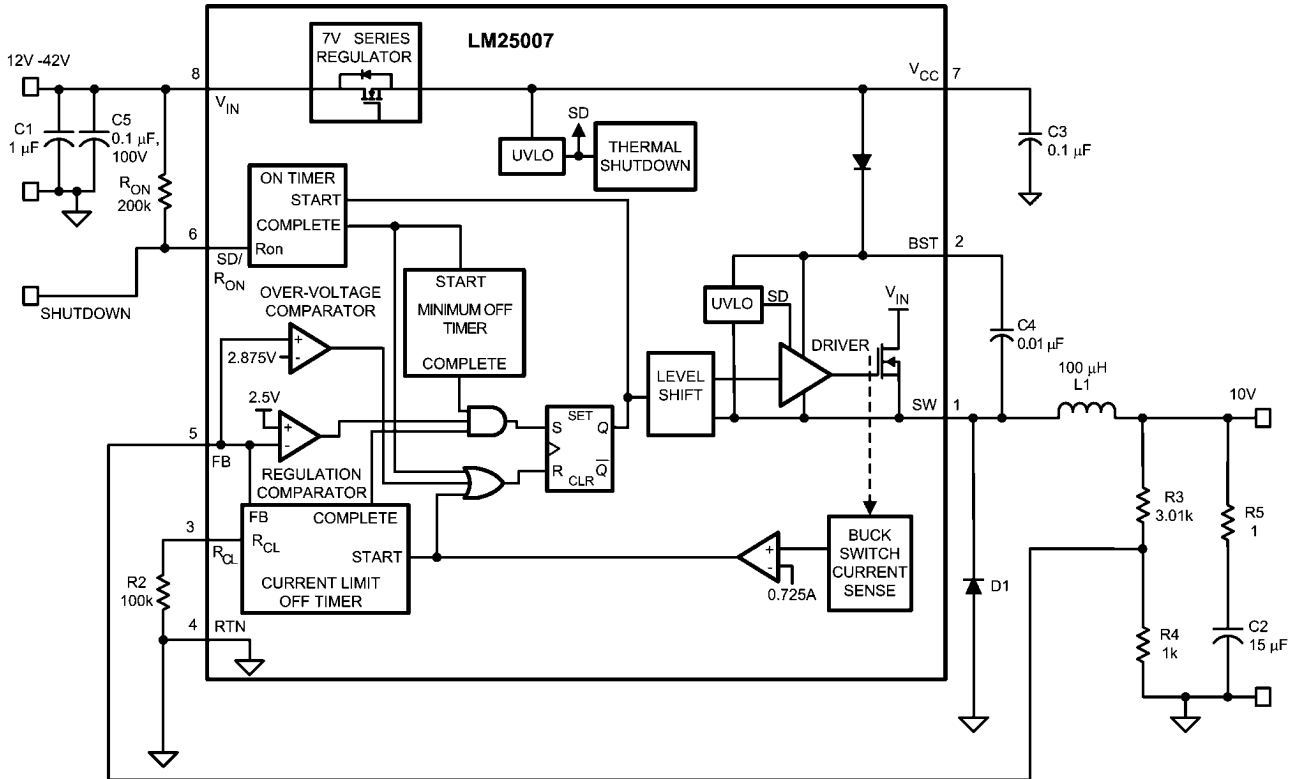 LM25007
7V SERIES
REGULATOR
12V -42V
8
V_IN
V_CC
7
C1
1 μF
C5
0.1 μF,
100V
R_ON
200k
SD
UVLO
THERMAL
SHUTDOWN
C3
0.1 μF
ON TIMER
START
COMPLETE
Ron
6
SD/
R_ON
SHUTDOWN
BST
2
START
MINIMUM OFF
TIMER
COMPLETE
OVER-VOLTAGE
COMPARATOR
+
2.875V
-
UVLO
SD
V_IN
DRIVER
C4
0.01 μF
LEVEL
SHIFT
100 μH
L1
10V
SW
1
2.5V
+
-
5
FB
REGULATION
COMPARATOR
SET
S
Q
R
Q̅
CLR
FB
COMPLETE
3
R_CL
R_CL
START
CURRENT LIMIT
OFF TIMER
R2
100k
4
RTN
+
-
0.725A
BUCK
SWITCH
CURRENT
SENSE
D1
R3
3.01k
R5
1
R4
1k
C2
15 μF